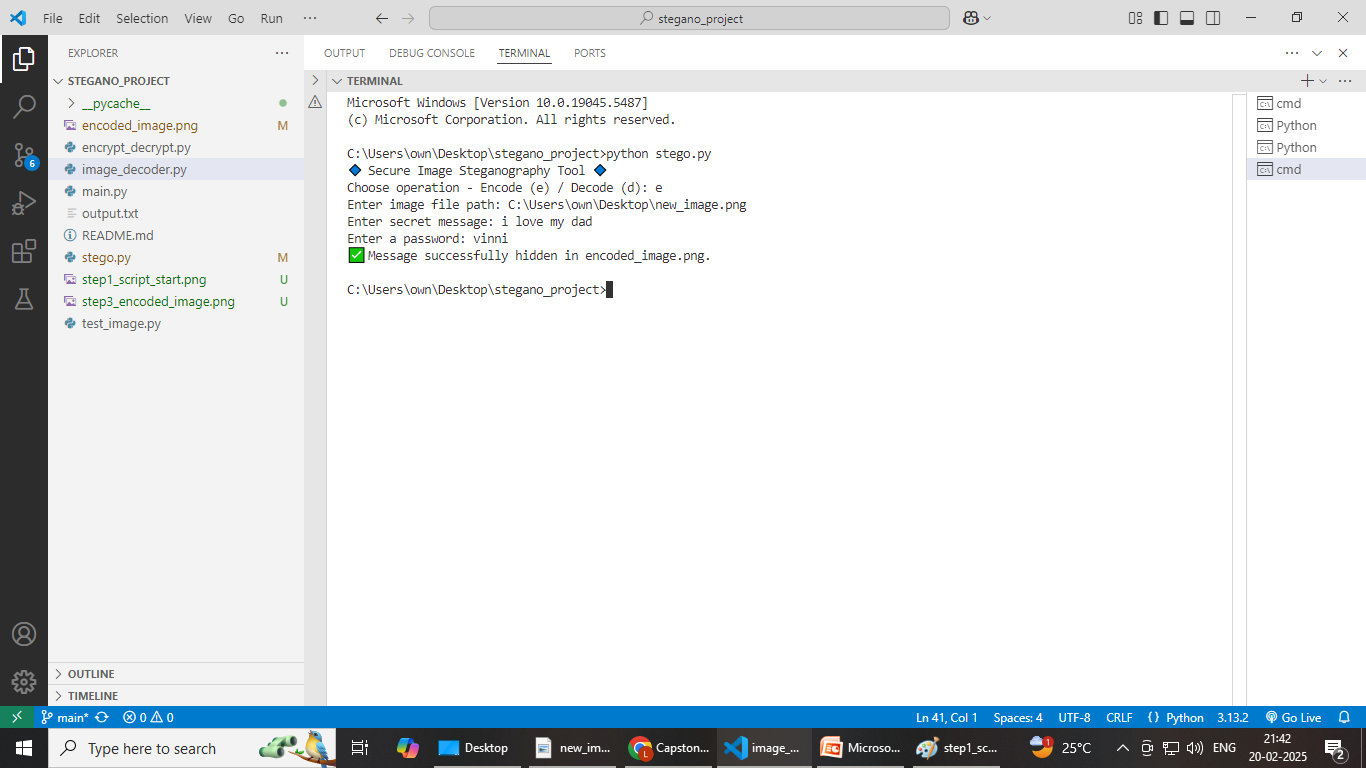 File Edit Selection View Go Run ···
stegano_project
EXPLORER
STEGANO_PROJECT
__pycache__
encoded_image.png M
encrypt_decrypt.py
image_decoder.py
main.py
output.txt
README.md
stego.py M
step1_script_start.png U
step3_encoded_image.png U
test_image.py
OUTLINE
TIMELINE
6
OUTPUT DEBUG CONSOLE TERMINAL PORTS
TERMINAL
Microsoft Windows [Version 10.0.19045.5487]
(c) Microsoft Corporation. All rights reserved.
C:\Users\own\Desktop\stegano_project>python stego.py
🔷 Secure Image Steganography Tool 🔷
Choose operation - Encode (e) / Decode (d): e
Enter image file path: C:\Users\own\Desktop\new_image.png
Enter secret message: i love my dad
Enter a password: vinni
✅ Message successfully hidden in encoded_image.png.
C:\Users\own\Desktop\stegano_project>
cmd
Python
Python
cmd
main* 0 0 Ln 41, Col 1 Spaces: 4 UTF-8 CRLF {} Python 3.13.2 Go Live
Type here to search Desktop new_im... Capston... image_... Microso... step1_sc... 1 25°C ENG 21:42
20-02-2025 2